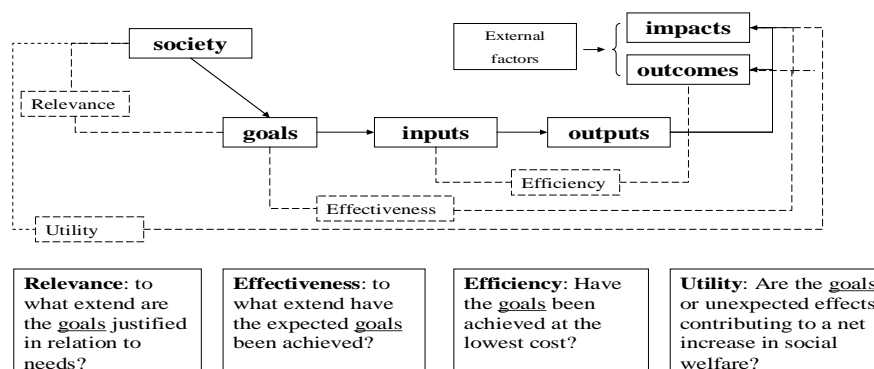 society
External
factors
impacts
outcomes
Relevance
goals
inputs
outputs
Efficiency
Effectiveness
Utility
Relevance: to
what extend are
the goals justified
in relation to
needs?
Effectiveness: to
what extend have
the expected goals
been achieved?
Efficiency: Have
the goals been
achieved at the
lowest cost?
Utility: Are the goals
or unexpected effects
contributing to a net
increase in social
welfare?